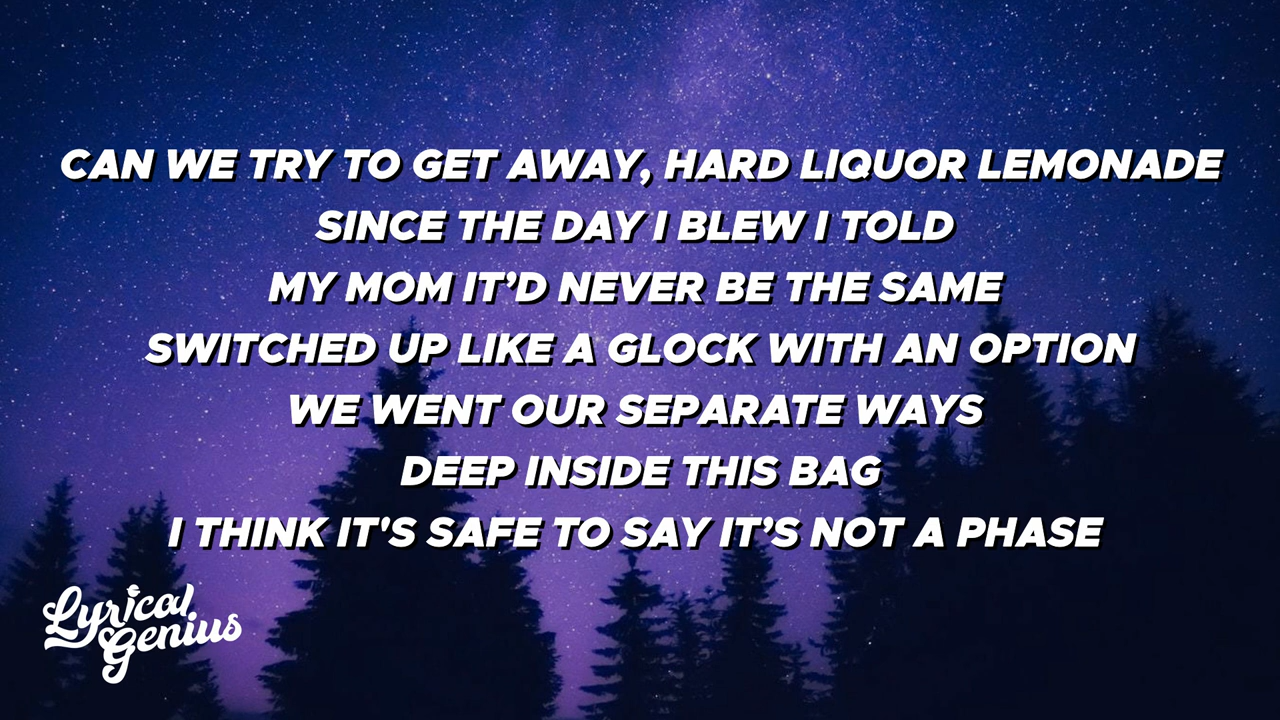 CAN WE TRY TO GET AWAY, HARD LIQUOR LEMONADE
SINCE THE DAY I BLEW I TOLD
MY MOM IT’D NEVER BE THE SAME
SWITCHED UP LIKE A GLOCK WITH AN OPTION
WE WENT OUR SEPARATE WAYS
DEEP INSIDE THIS BAG
I THINK IT'S SAFE TO SAY IT’S NOT A PHASE
Lyrical
Genius